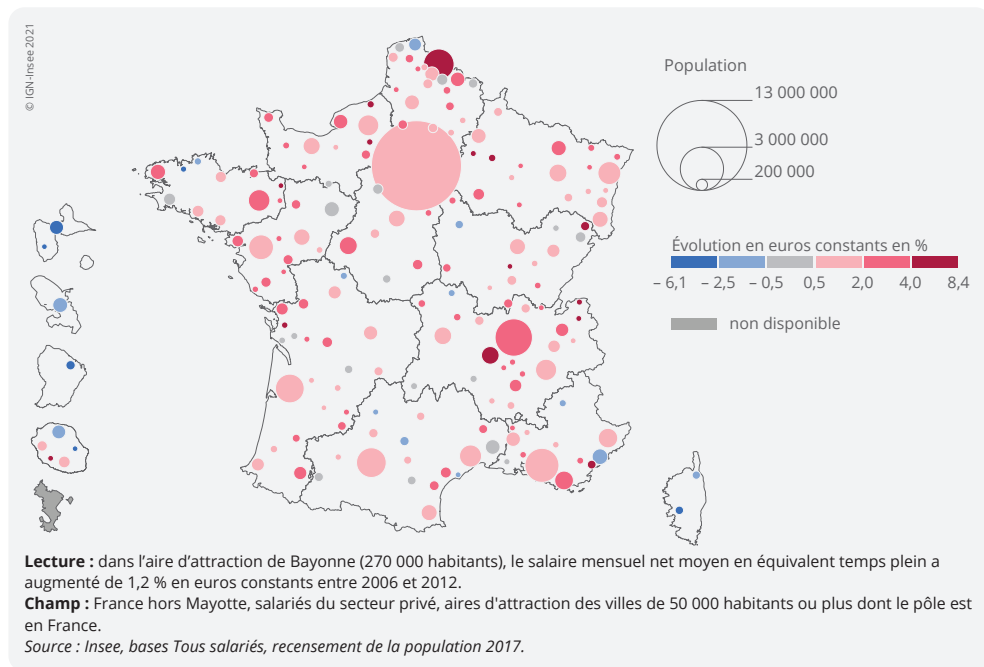 © IGN-Insee 2021
Population
13 000 000
3 000 000
200 000
Évolution en euros constants en %
– 6,1 – 2,5 – 0,5 0,5 2,0 4,0 8,4
non disponible
Lecture : dans l’aire d’attraction de Bayonne (270 000 habitants), le salaire mensuel net moyen en équivalent temps plein a
augmenté de 1,2 % en euros constants entre 2006 et 2012.
Champ : France hors Mayotte, salariés du secteur privé, aires d'attraction des villes de 50 000 habitants ou plus dont le pôle est
en France.
Source : Insee, bases Tous salariés, recensement de la population 2017.